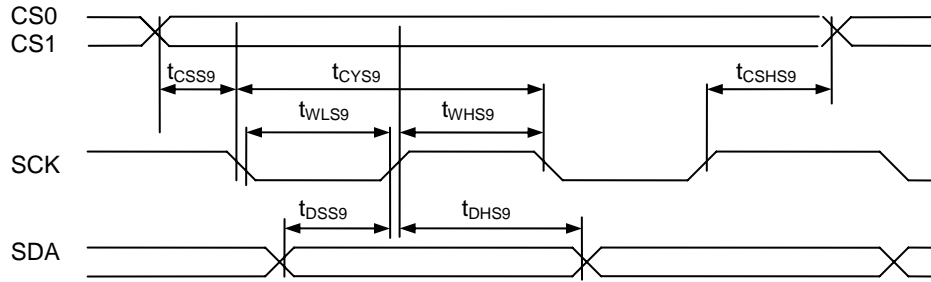 CS0
CS1
tCSS9 tCYS9 tCSHS9
tWLS9 tWHS9
SCK
tDSS9 tDHS9
SDA